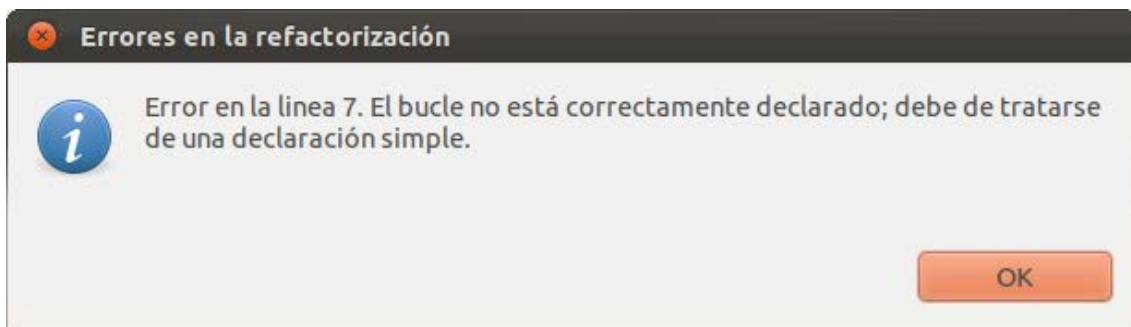 Errores en la refactorización
Error en la linea 7. El bucle no está correctamente declarado; debe de tratarse
de una declaración simple.
OK